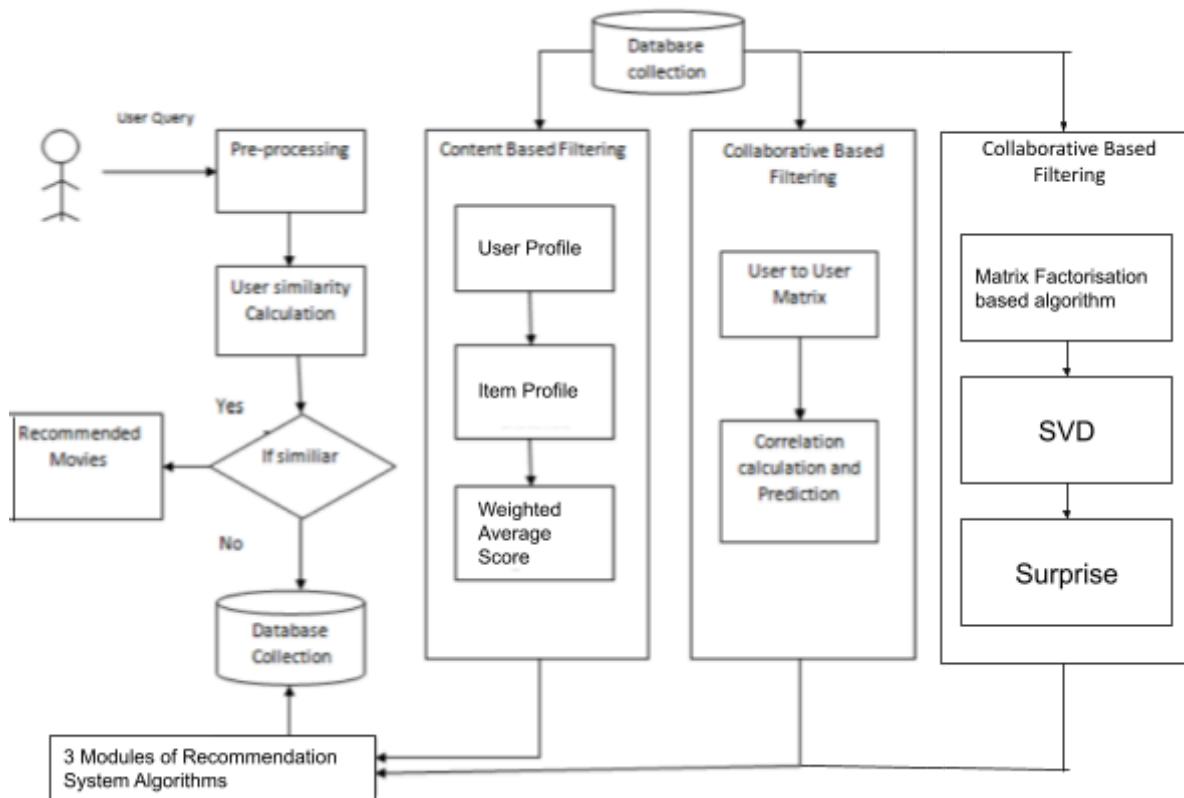 Database
collection
User Query
Pre-processing
User similarity
Calculation
Yes
If similiar
Recommended
Movies
No
Database
Collection
3 Modules of Recommendation
System Algorithms
Content Based Filtering
User Profile
Item Profile
Weighted
Average
Score
Collaborative Based
Filtering
User to User
Matrix
Correlation
calculation and
Prediction
Collaborative Based
Filtering
Matrix Factorisation
based algorithm
SVD
Surprise